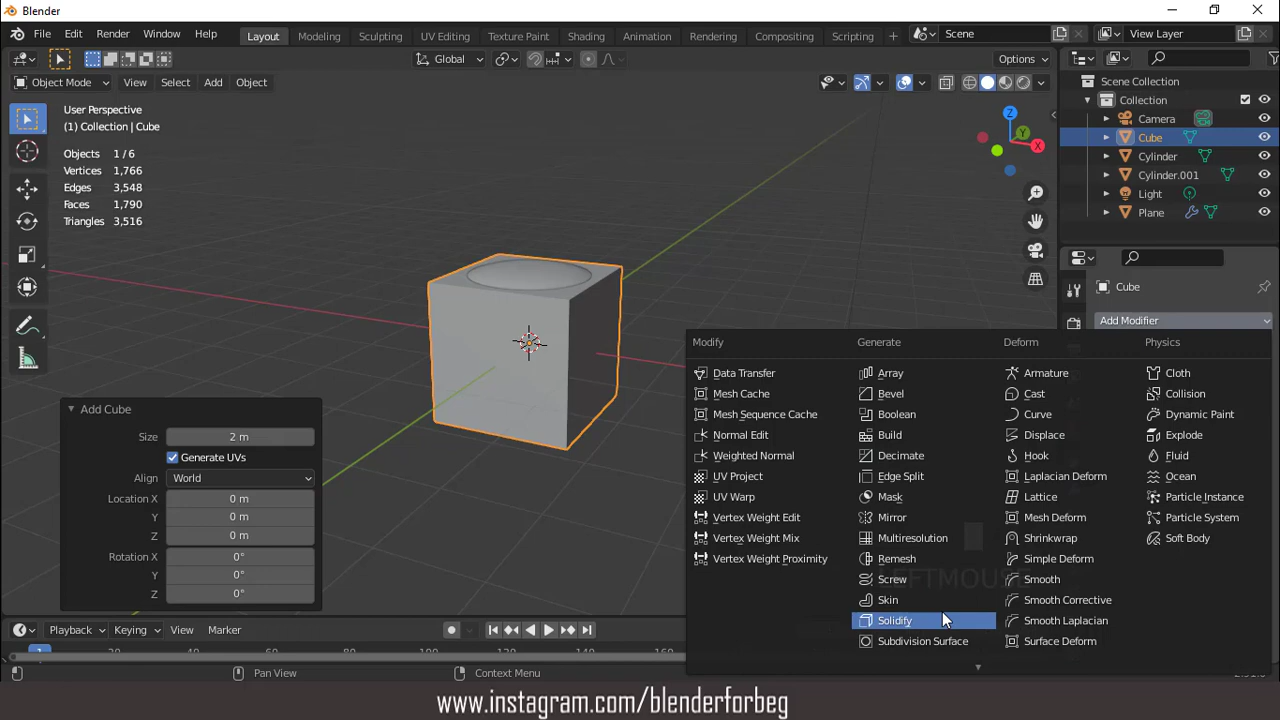 Blender
File Edit Render Window Help Layout Modeling Sculpting UV Editing Texture Paint Shading Animation Rendering Compositing Scripting Scene View Layer
Global Options
Object Mode View Select Add Object
User Perspective
(1) Collection | Cube
Objects 1/6
Vertices 1,766
Edges 3,548
Faces 1,790
Triangles 3,516
Z
Y
X
Scene Collection
Collection
Camera
Cube
Cylinder
Cylinder.001
Light
Plane
Cube
Add Modifier
Add Cube
Size 2 m
Generate UVs
Align World
Location X 0 m
Y 0 m
Z 0 m
Rotation X 0°
Y 0°
Z 0°
Modify
Data Transfer
Mesh Cache
Mesh Sequence Cache
Normal Edit
Weighted Normal
UV Project
UV Warp
Vertex Weight Edit
Vertex Weight Mix
Vertex Weight Proximity
Generate
Array
Bevel
Boolean
Build
Decimate
Edge Split
Mask
Mirror
Multiresolution
Remesh
Screw
Skin
Solidify
Subdivision Surface
Deform
Armature
Cast
Curve
Displace
Hook
Laplacian Deform
Lattice
Mesh Deform
Shrinkwrap
Simple Deform
Smooth
Smooth Corrective
Smooth Laplacian
Surface Deform
Physics
Cloth
Collision
Dynamic Paint
Explode
Fluid
Ocean
Particle Instance
Particle System
Soft Body
Playback Keying View Marker
Pan View Context Menu
www.instagram.com/blenderforbeg